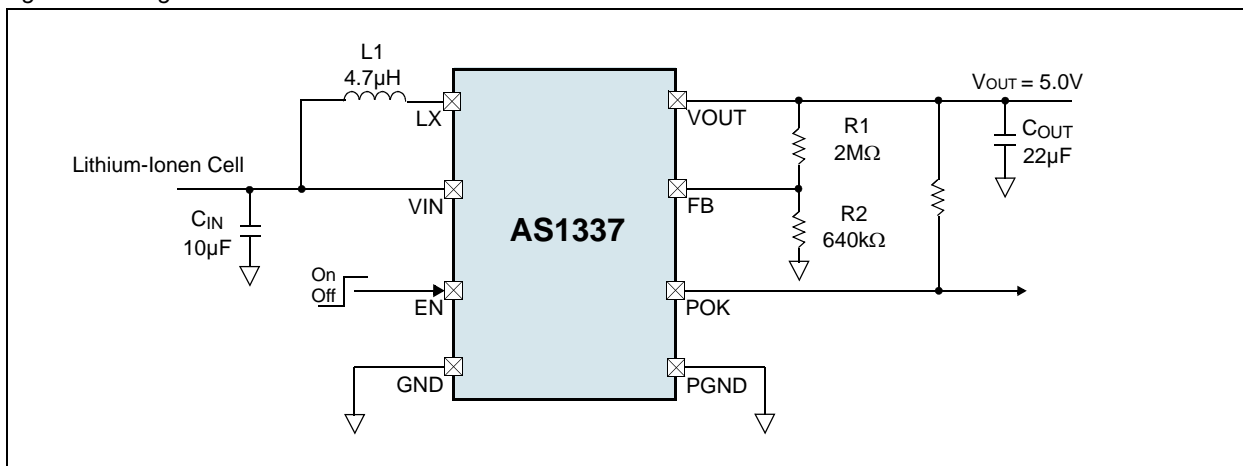 L1
4.7µH
LX
VOUT
VOUT = 5.0V
R1
2MΩ
COUT
22µF
Lithium-Ionen Cell
VIN
FB
CIN
10µF
AS1337
R2
640kΩ
On
Off
EN
POK
GND
PGND